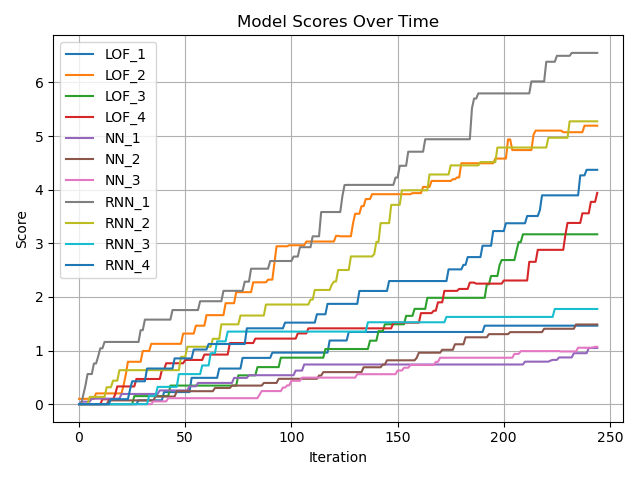 Model Scores Over Time
LOF_1
LOF_2
LOF_3
LOF_4
NN_1
NN_2
NN_3
RNN_1
RNN_2
RNN_3
RNN_4
Score
6
5
4
3
2
1
0
0
50
100
150
200
250
Iteration